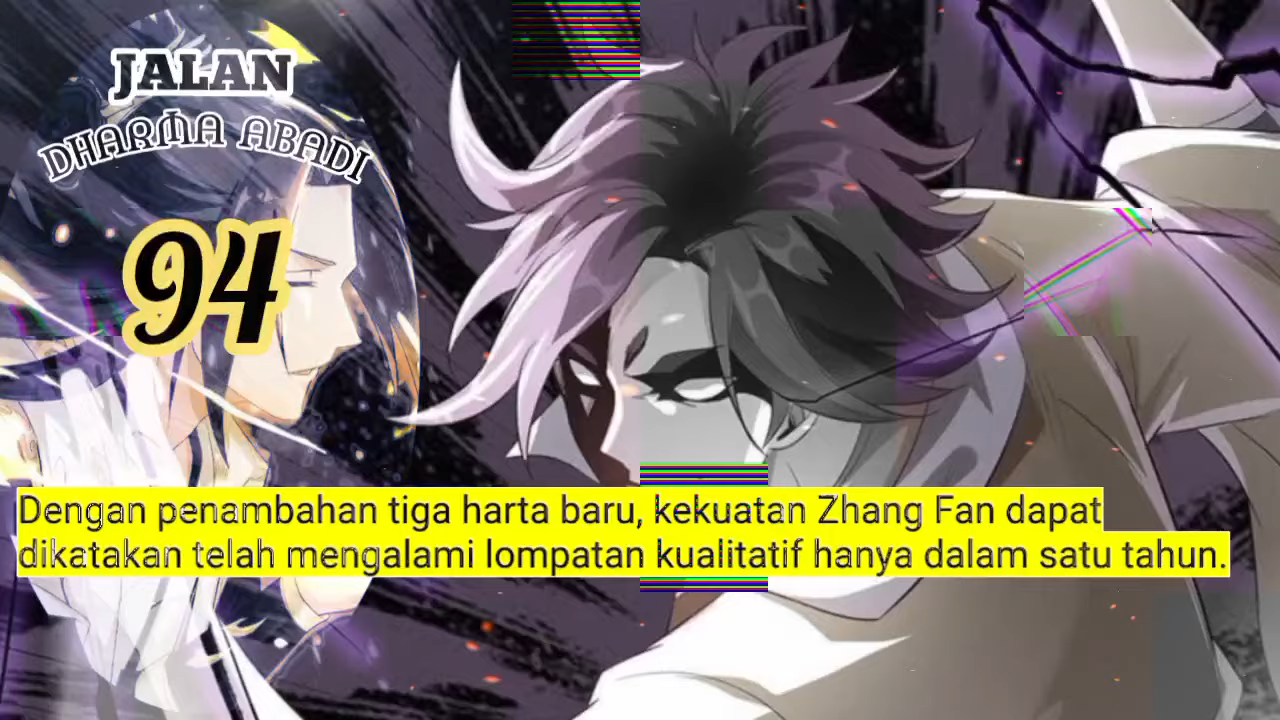 JALAN
DHARMA ABADI
94
Dengan penambahan tiga harta baru, kekuatan Zhang Fan dapat
dikatakan telah mengalami lompatan kualitatif hanya dalam satu tahun.